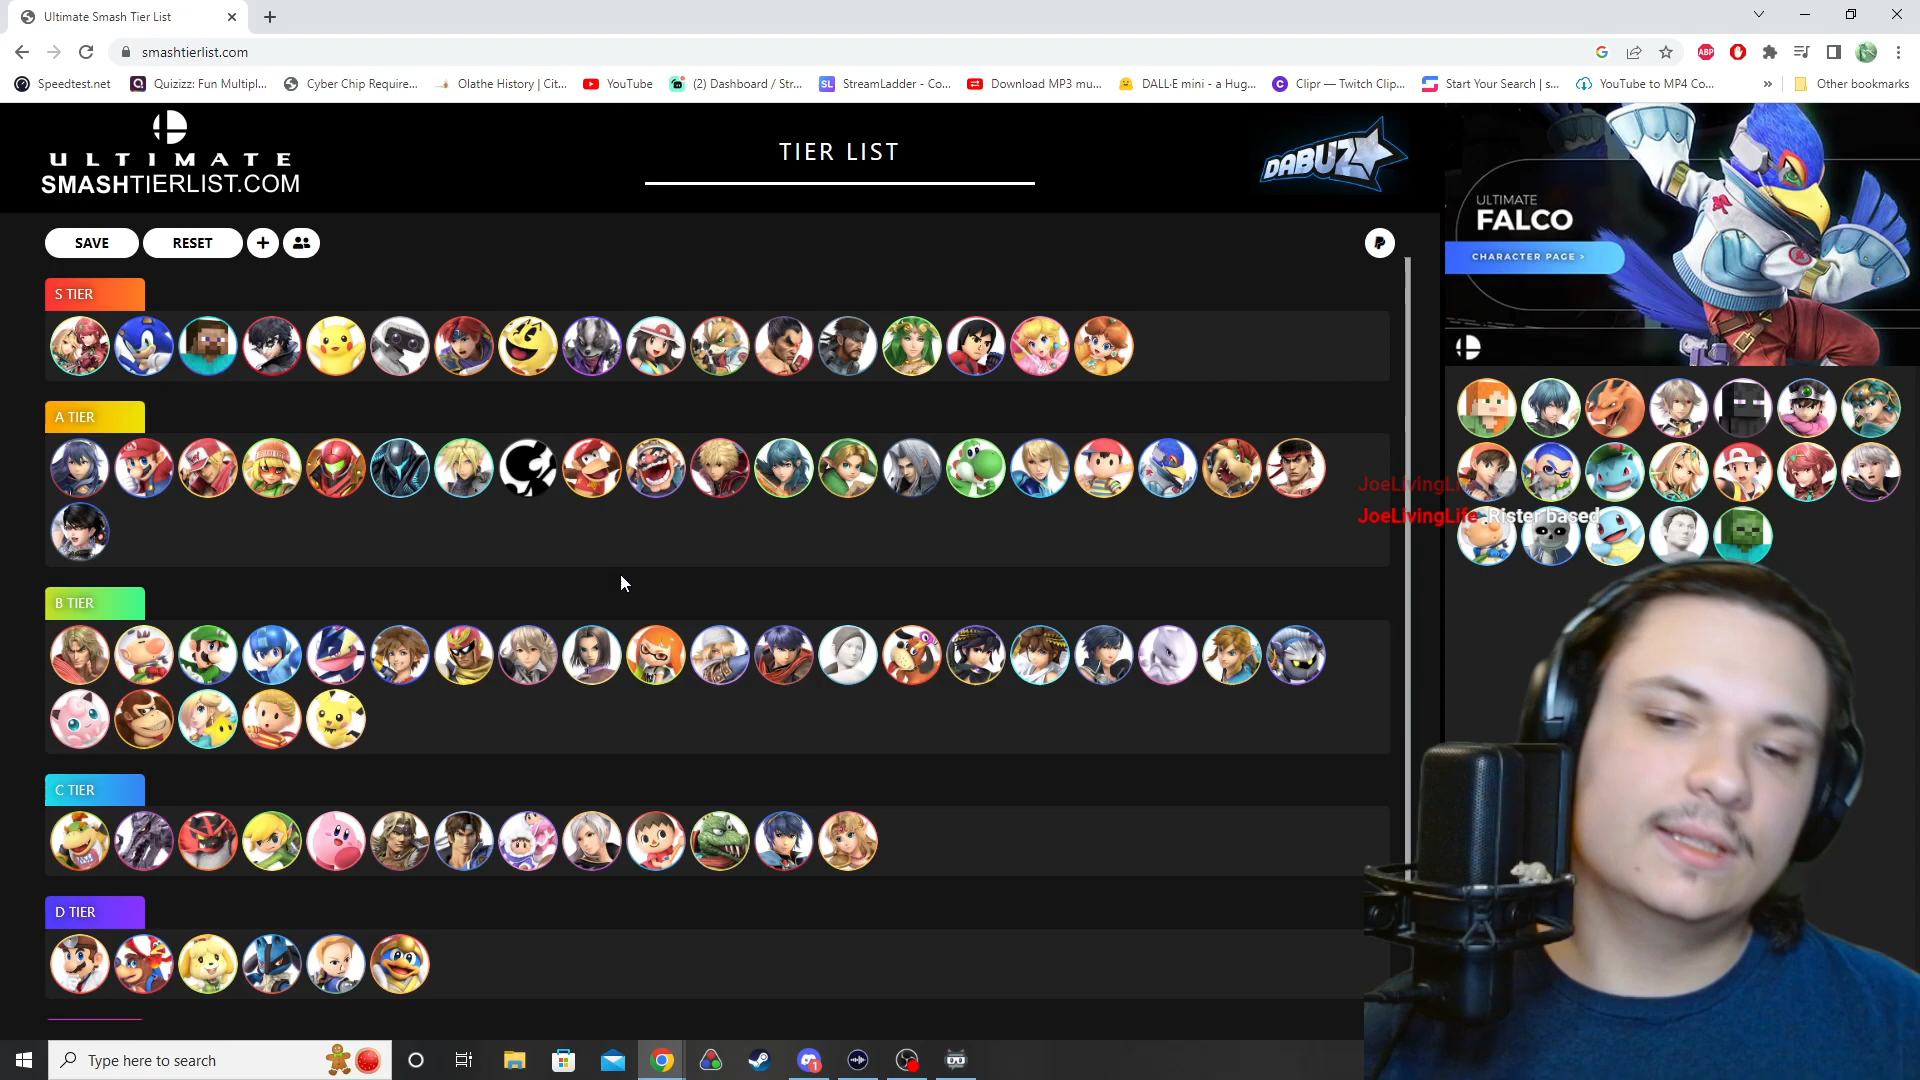 Ultimate Smash Tier List
smashtierlist.com
Speedtest.net
Quizizz: Fun Multipl...
Cyber Chip Require...
Olathe History | Cit...
YouTube
(2) Dashboard / Str...
StreamLadder - Co...
Download MP3 mu...
DALL·E mini - a Hug...
Clipr — Twitch Clip...
Start Your Search | s...
YouTube to MP4 Co...
»
Other bookmarks
ULTIMATE
SMASHTIERLIST.COM
TIER LIST
DABUZ
ULTIMATE
FALCO
CHARACTER PAGE >
SAVE
RESET
+
S TIER
A TIER
JoeLivingL
JoeLivingLife: Rister based
B TIER
C TIER
D TIER
Type here to search